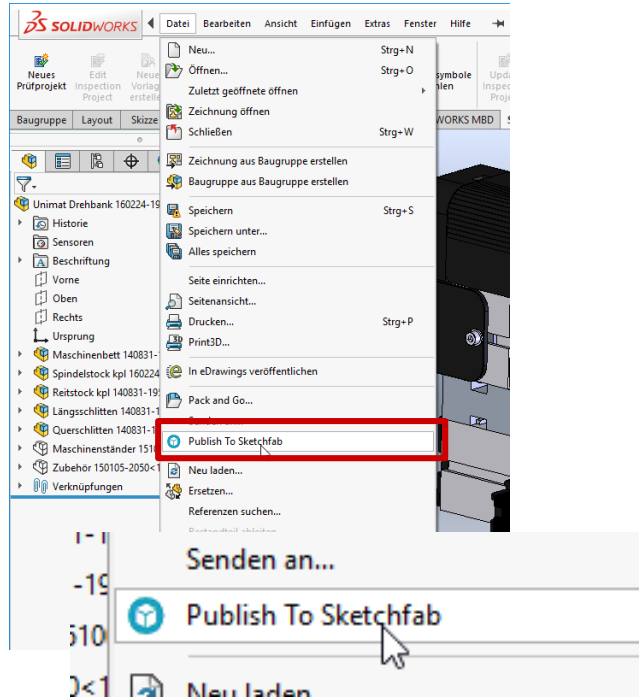 SOLIDWORKS
Datei Bearbeiten Ansicht Einfügen Extras Fenster Hilfe
Neues Prüfprojekt
Edit Inspection Project
Neue
Baugruppe Layout Skizze
WORKS MBD
Neu... Strg+N
Öffnen... Strg+O
Zuletzt geöffnete öffnen
Zeichnung öffnen
Schließen Strg+W
Zeichnung aus Baugruppe erstellen
Baugruppe aus Baugruppe erstellen
Speichern Strg+S
Speichern unter...
Alles speichern
Seite einrichten...
Seitenansicht...
Drucken... Strg+P
Print3D...
In eDrawings veröffentlichen
Pack and Go...
Publish To Sketchfab
Neu laden...
Ersetzen...
Referenzen suchen...
Unimat Drehbank 160224-19
Historie
Sensoren
Beschriftung
Vorne
Oben
Rechts
Ursprung
Maschinenbett 140831-
Spindelstock kpl 160224
Reitstock kpl 140831-19
Längsschlitten 140831-1
Querschlitten 140831-1
Maschinenständer 1510
Zubehör 150105-2050<1
Verknüpfungen
Senden an...
-19
Publish To Sketchfab
510
Neu laden